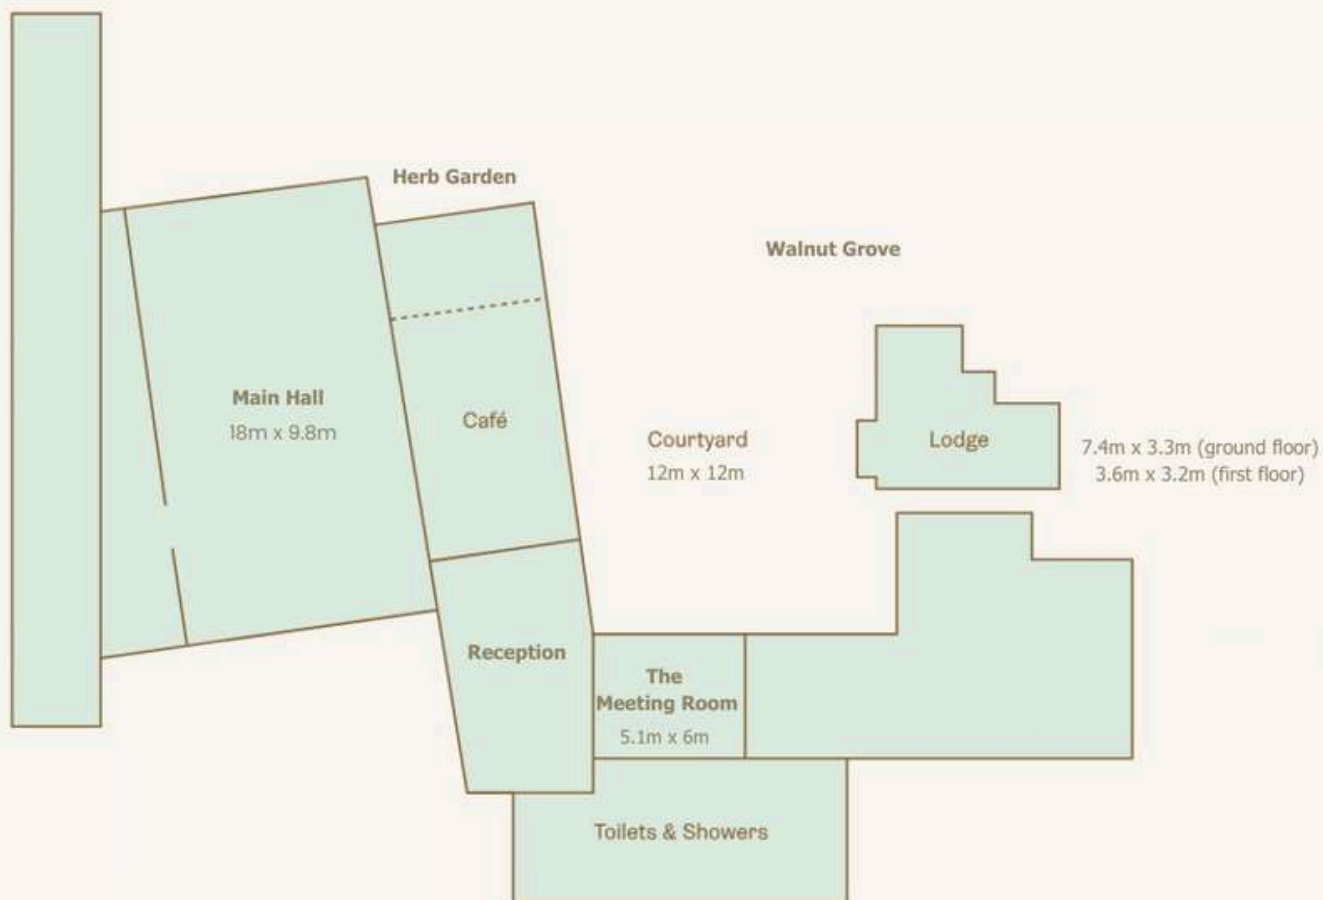 Herb Garden
Walnut Grove
Main Hall
18m x 9.8m
Café
Courtyard
12m x 12m
Lodge
7.4m x 3.3m (ground floor)
3.6m x 3.2m (first floor)
Reception
The
Meeting Room
5.1m x 6m
Toilets & Showers